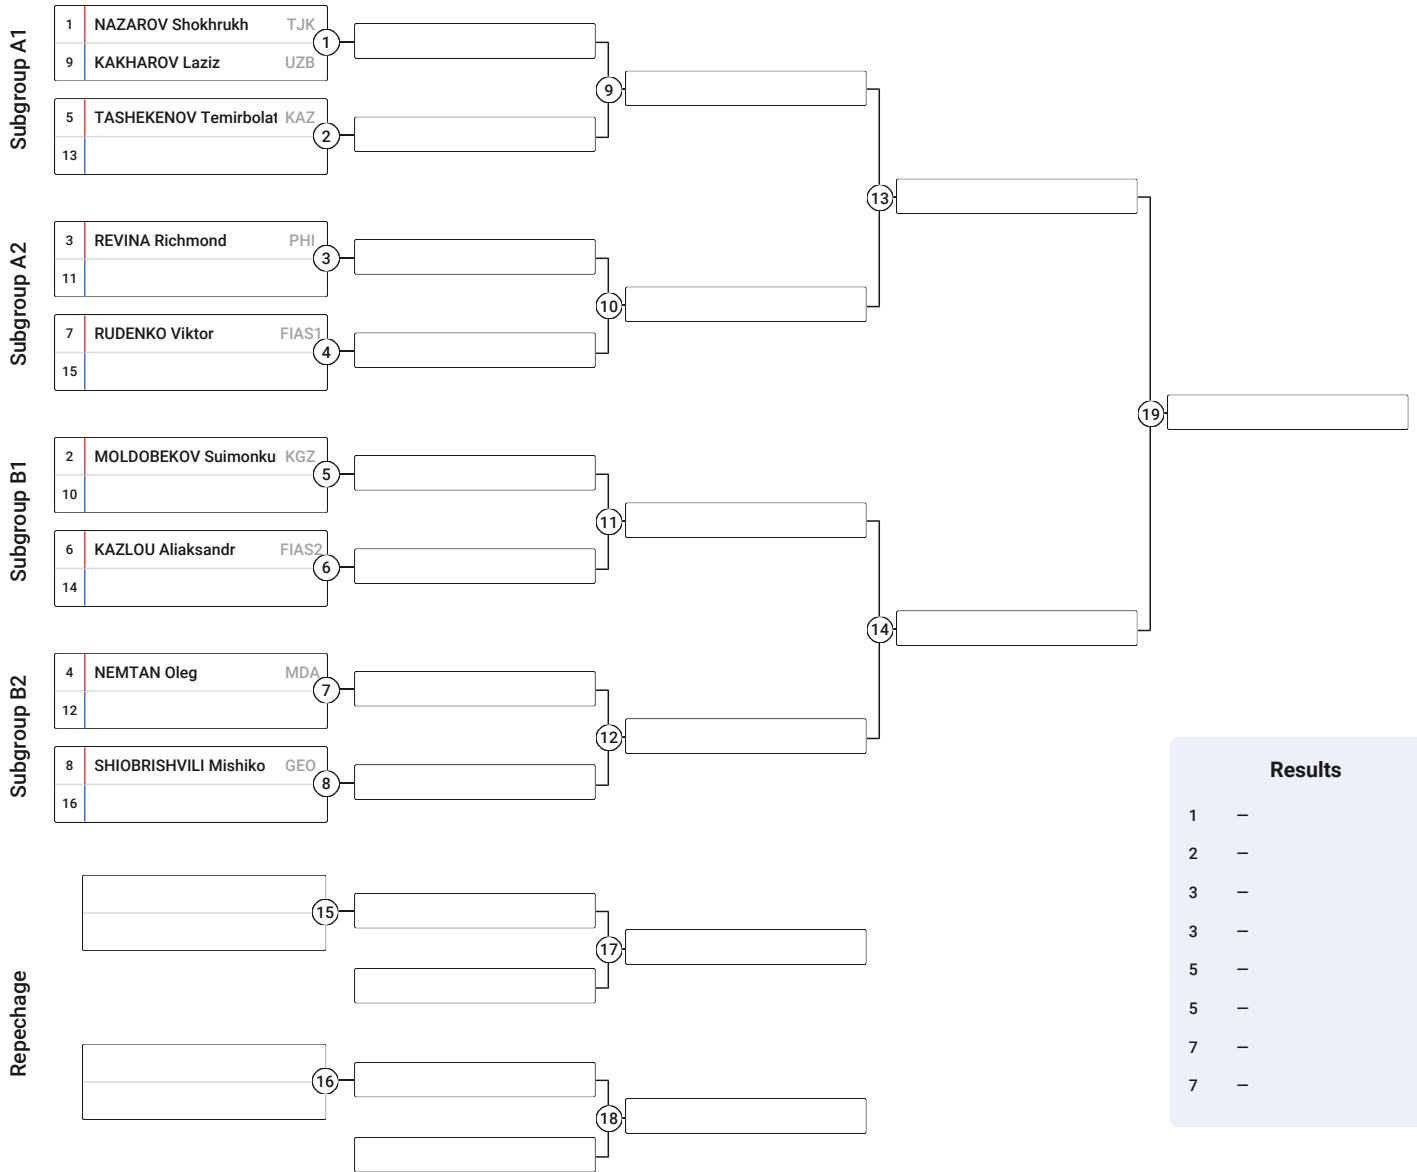 Subgroup A1
1 NAZAROV Shokhrukh TJK
9 KAKHAROV Laziz UZB
1
5 TASHEKENOV Temirbolat KAZ
13
2
9
Subgroup A2
3 REVINA Richmond PHI
11
3
7 RUDENKO Viktor FIAS1
15
4
10
13
Subgroup B1
2 MOLDOBEKOV Suimonku KGZ
10
5
6 KAZLOU Aliaksandr FIAS2
14
6
11
Subgroup B2
4 NEMTAN Oleg MDA
12
7
8 SHIOBRISHVILI Mishiko GEO
16
8
12
14
19
Repechage
15
17
16
18
Results
1 –
2 –
3 –
3 –
5 –
5 –
7 –
7 –